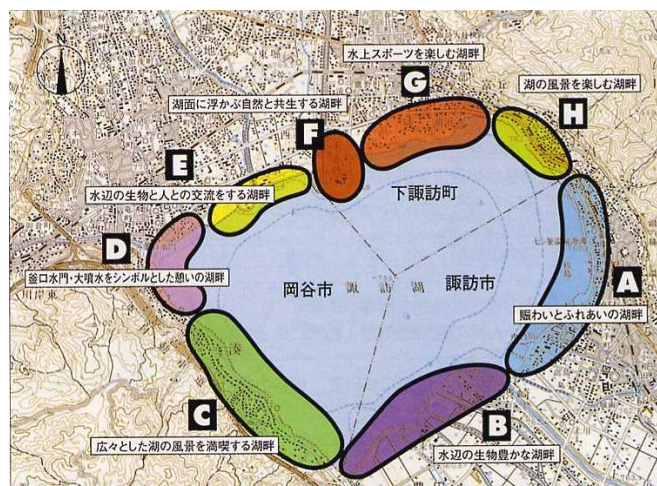 N
水上スポーツを楽しむ湖畔
G
湖の風景を楽しむ湖畔
H
湖面に浮かぶ自然と共生する湖畔
F
E
水辺の生物と人との交流をする湖畔
下諏訪町
D
釜口水門・大噴水をシンボルとした憩いの湖畔
岡谷市
諏訪湖
諏訪市
A
賑わいとふれあいの湖畔
川岸東
湊
C
広々とした湖の風景を満喫する湖畔
B
水辺の生物豊かな湖畔